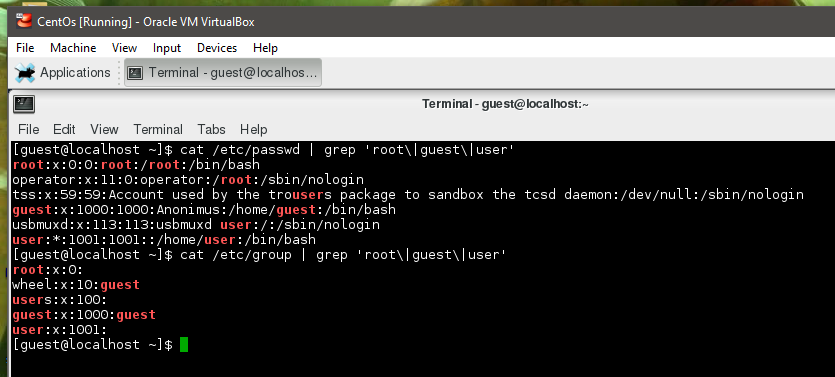 CentOs [Running] - Oracle VM VirtualBox
File Machine View Input Devices Help
Applications Terminal - guest@localhos...
Terminal - guest@localhost:~
File Edit View Terminal Tabs Help
[guest@localhost ~]$ cat /etc/passwd | grep 'root\|guest\|user'
root:x:0:0:root:/root:/bin/bash
operator:x:11:0:operator:/root:/sbin/nologin
tss:x:59:59:Account used by the trousers package to sandbox the tcsd daemon:/dev/null:/sbin/nologin
guest:x:1000:1000:Anonimus:/home/guest:/bin/bash
usbmuxd:x:113:113:usbmuxd user:/:/sbin/nologin
user:*:1001:1001::/home/user:/bin/bash
[guest@localhost ~]$ cat /etc/group | grep 'root\|guest\|user'
root:x:0:
wheel:x:10:guest
users:x:100:
guest:x:1000:guest
user:x:1001:
[guest@localhost ~]$